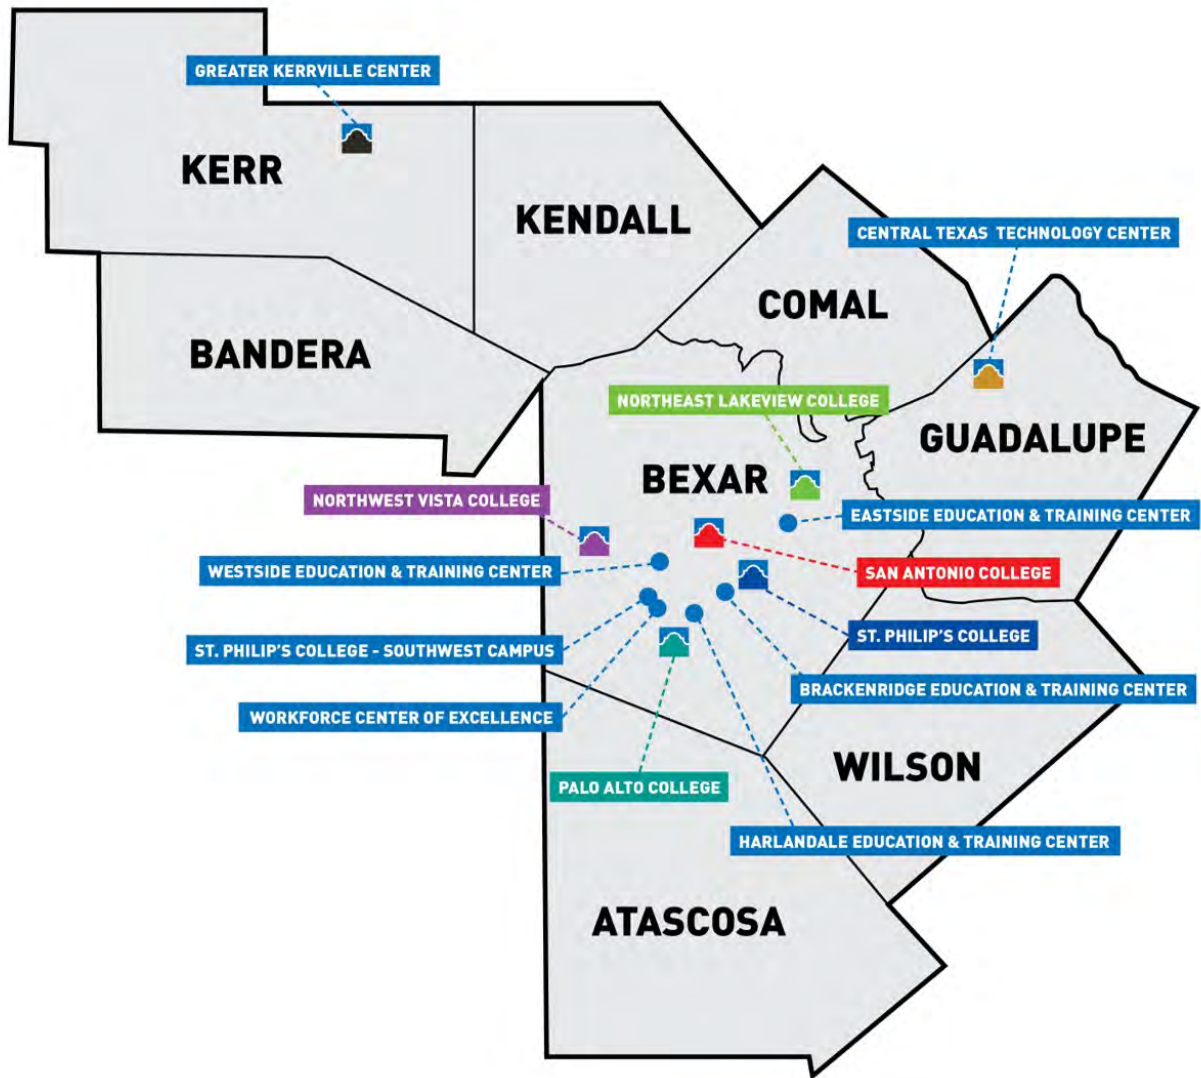 GREATER KERRVILLE CENTER
KERR
KENDALL
CENTRAL TEXAS TECHNOLOGY CENTER
COMAL
BANDERA
NORTHEAST LAKEVIEW COLLEGE
GUADALUPE
BEXAR
NORTHWEST VISTA COLLEGE
EASTSIDE EDUCATION & TRAINING CENTER
WESTSIDE EDUCATION & TRAINING CENTER
SAN ANTONIO COLLEGE
ST. PHILIP'S COLLEGE
ST. PHILIP'S COLLEGE - SOUTHWEST CAMPUS
BRACKENRIDGE EDUCATION & TRAINING CENTER
WORKFORCE CENTER OF EXCELLENCE
WILSON
PALO ALTO COLLEGE
HARLANDALE EDUCATION & TRAINING CENTER
ATASCOSA